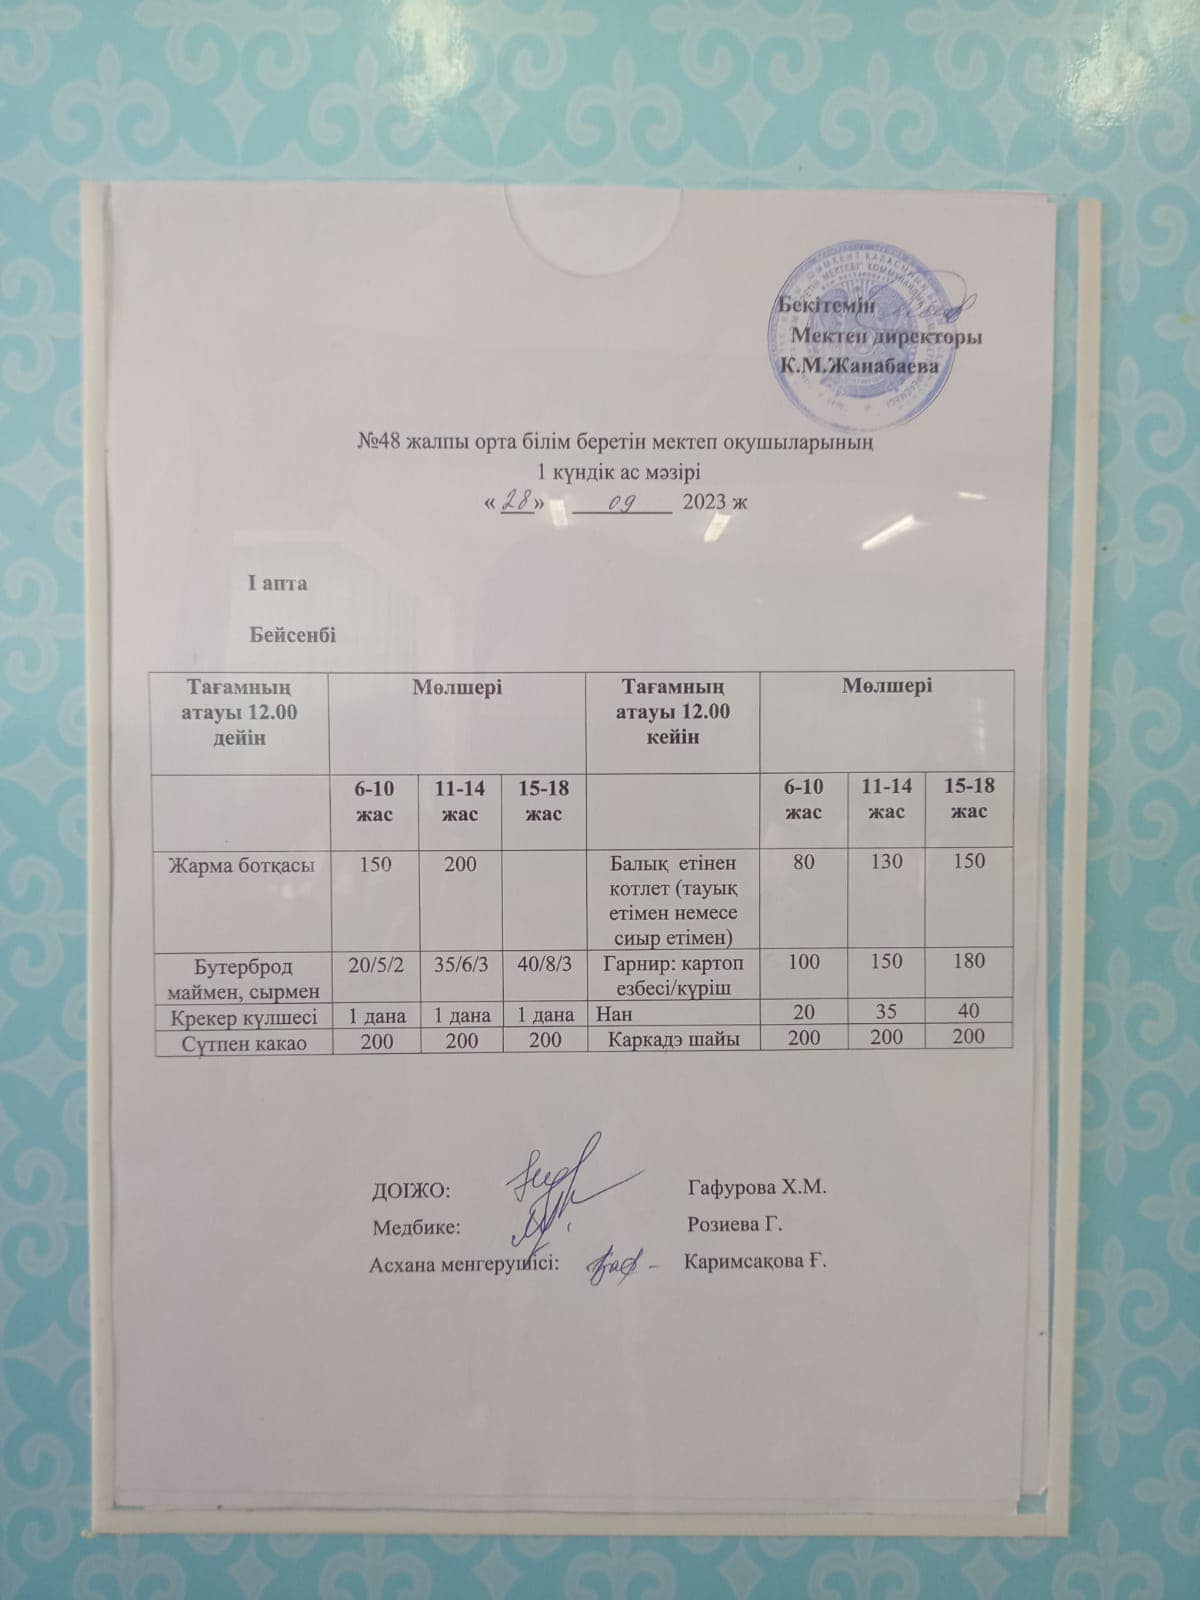 Бекітемін
Мектеп директоры
К.М.Жанабаева
№48 жалпы орта білім беретін мектеп оқушыларының
1 күндік ас мәзірі
« 28 » 09 2023 ж
I апта
Бейсенбі
Тағамның атауы 12.00 дейін Мөлшері Тағамның атауы 12.00 кейін Мөлшері
6-10 жас 11-14 жас 15-18 жас 6-10 жас 11-14 жас 15-18 жас
Жарма ботқасы 150 200 Балық етінен котлет (тауық етімен немесе сиыр етімен) 80 130 150
Бутерброд маймен, сырмен 20/5/2 35/6/3 40/8/3 Гарнир: картоп езбесі/күріш 100 150 180
Крекер күлшесі 1 дана 1 дана 1 дана Нан 20 35 40
Сүтпен какао 200 200 200 Каркадэ шайы 200 200 200
ДОІЖО: Гафурова Х.М.
Медбике: Розиева Г.
Асхана менгерушісі: Каримсақова Ғ.